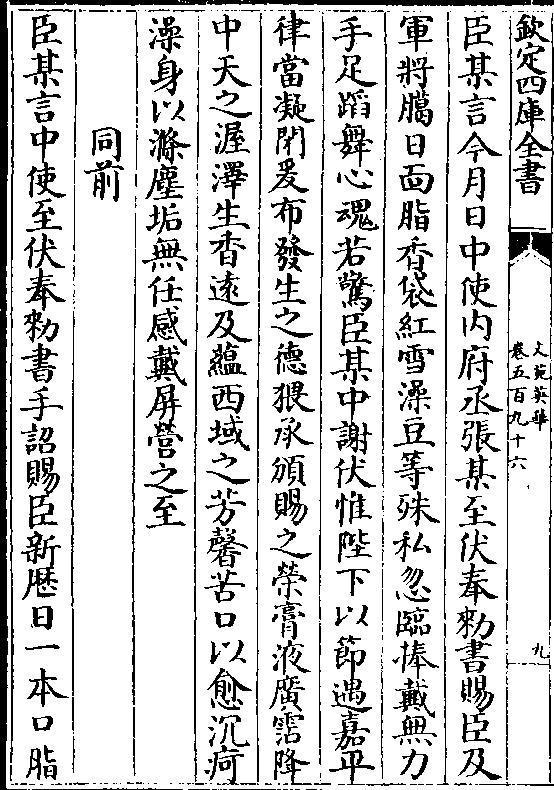 欽定四庫全書
文苑英華
卷五百九十六
九
臣某言今月日中使内府丞張某至伏奉勑書賜臣及
軍將臈日面脂香袋紅雪澡豆等殊私忽臨捧戴無力
手足蹈舞心魂若驚臣某中謝伏惟陛下以節遇嘉平
律當凝閉爰布發生之德猥承頒賜之榮膏液廣霑降
中天之渥澤生香逺及藴西域之芳馨苦口以愈沉疴
澡身以滌塵垢無任感戴屏營之至
同前
臣某言中使至伏奉勑書手詔賜臣新歴日一本口脂